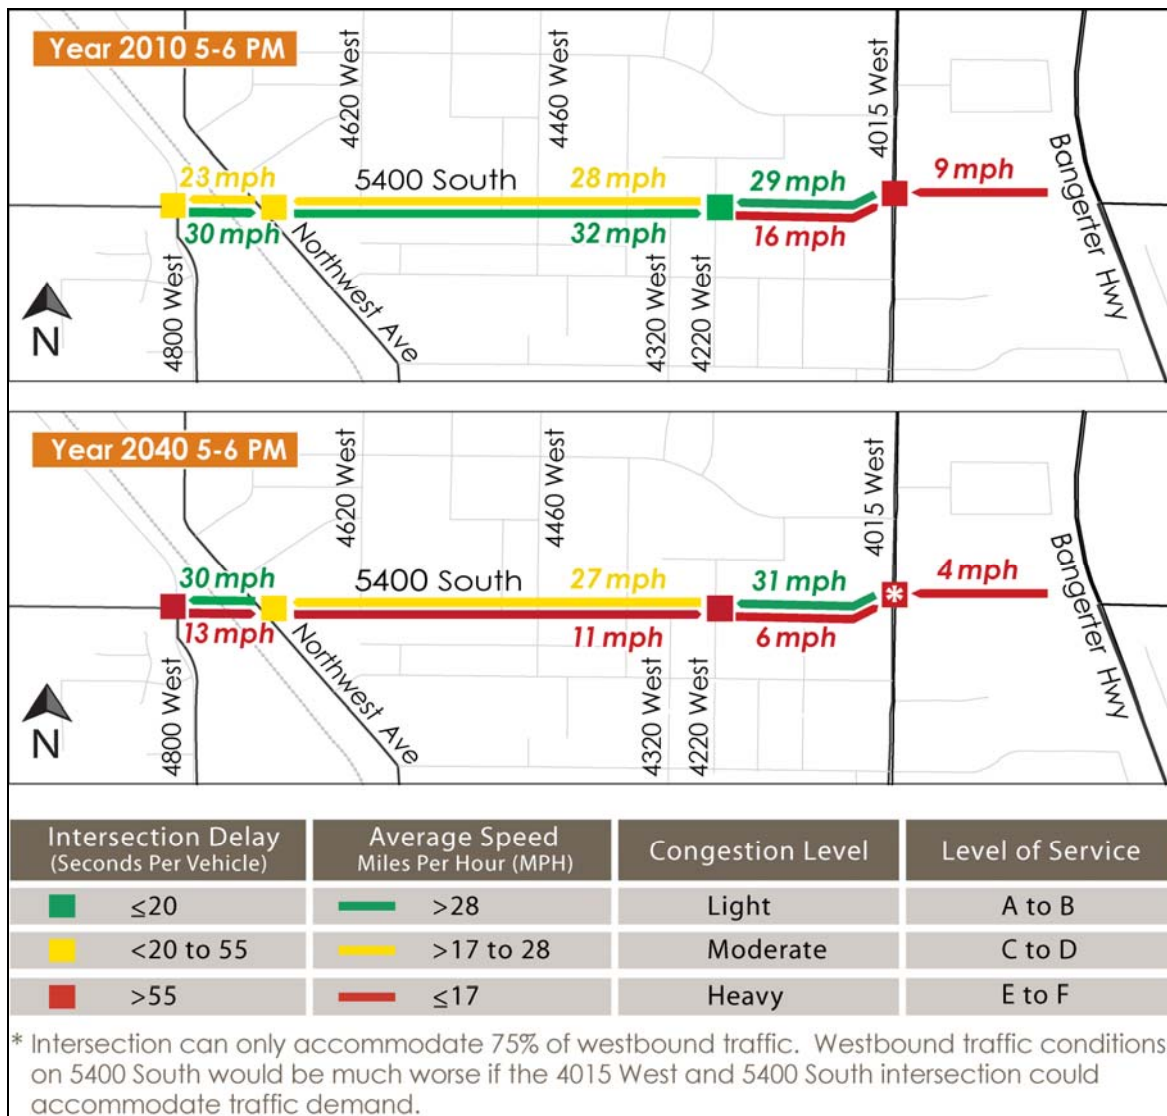 Year 2010 5-6 PM
4620 West
4460 West
4015 West
Bangerter Hwy
23 mph
5400 South
28 mph
29 mph
9 mph
30 mph
32 mph
16 mph
Northwest Ave
4800 West
4320 West
4220 West
N
Year 2040 5-6 PM
4620 West
4460 West
4015 West
Bangerter Hwy
30 mph
5400 South
27 mph
31 mph
*
4 mph
13 mph
11 mph
6 mph
Northwest Ave
4800 West
4320 West
4220 West
N
Intersection Delay
(Seconds Per Vehicle)
Average Speed
Miles Per Hour (MPH)
Congestion Level
Level of Service
≤20
>28
Light
A to B
<20 to 55
>17 to 28
Moderate
C to D
>55
≤17
Heavy
E to F
* Intersection can only accommodate 75% of westbound traffic. Westbound traffic conditions
on 5400 South would be much worse if the 4015 West and 5400 South intersection could
accommodate traffic demand.